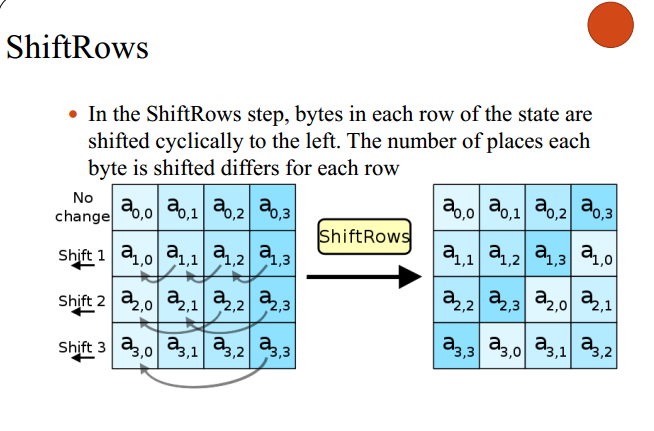 ShiftRows
• In the ShiftRows step, bytes in each row of the state are
shifted cyclically to the left. The number of places each
byte is shifted differs for each row
No
change
a0,0 a0,1 a0,2 a0,3
Shift 1
a1,0 a1,1 a1,2 a1,3
Shift 2
a2,0 a2,1 a2,2 a2,3
Shift 3
a3,0 a3,1 a3,2 a3,3
ShiftRows
a0,0 a0,1 a0,2 a0,3
a1,1 a1,2 a1,3 a1,0
a2,2 a2,3 a2,0 a2,1
a3,3 a3,0 a3,1 a3,2